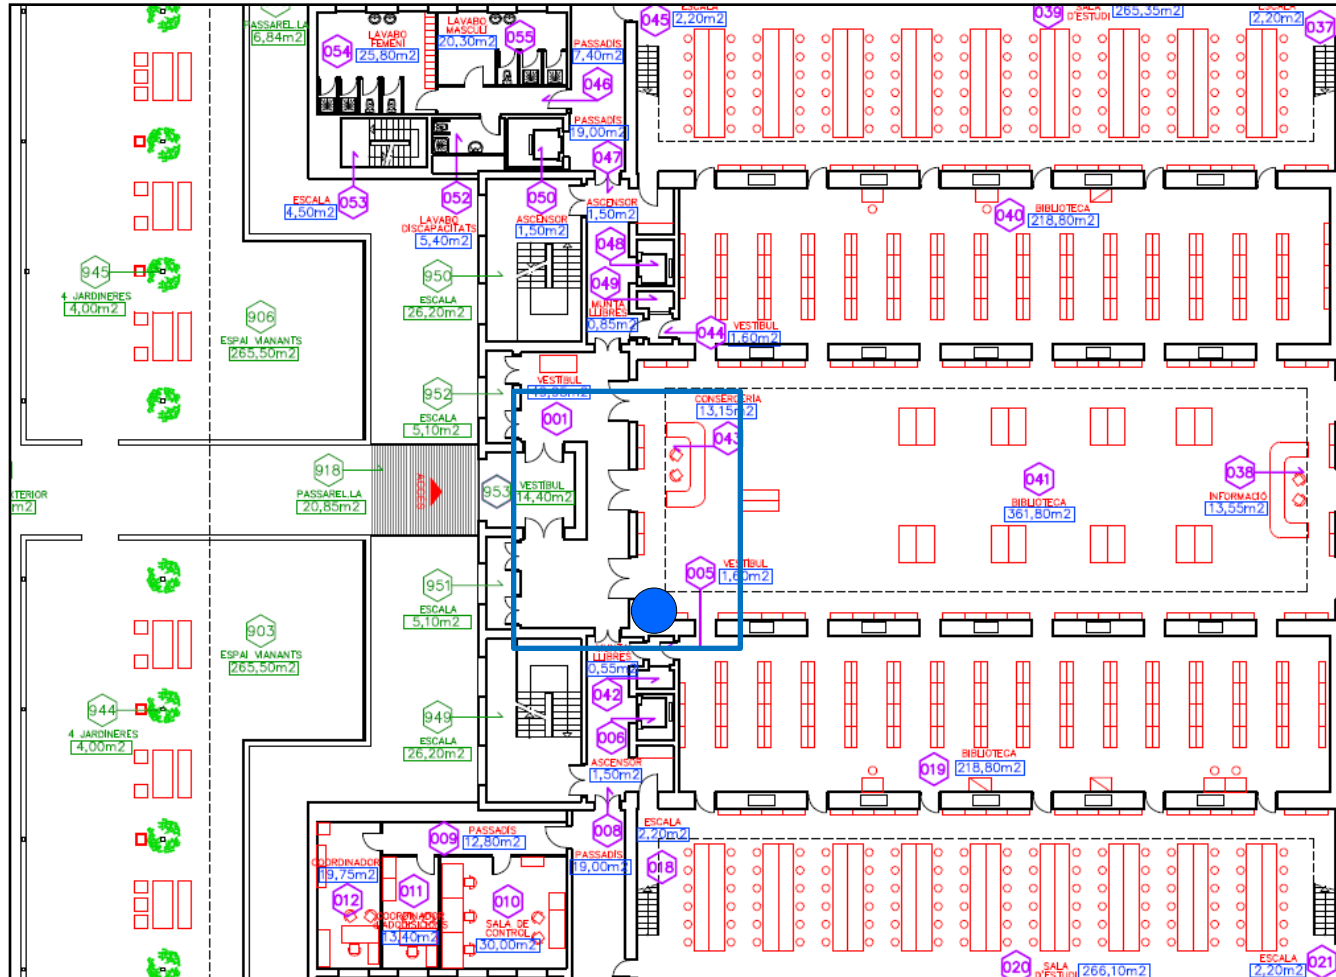 PASSAREL.LA
6,84m2
054
LAVABO
FEMENÍ
25,80m2
LAVABO
MASCULÍ
20,30m2
055
PASSADÍS
7,40m2
046
045
ESCALA
2,20m2
039
SALA
D'ESTUDI
265,35m2
ESCALA
2,20m2
037
PASSADÍS
19,00m2
047
053
ESCALA
4,50m2
052
LAVABO
DISCAPACITATS
5,40m2
050
ASCENSOR
1,50m2
ASCENSOR
1,50m2
048
049
MUNTA
LLIBRES
0,85m2
044
VESTÍBUL
1,60m2
040
BIBLIOTECA
218,80m2
945
4 JARDINERES
4,00m2
906
ESPAI VIANANTS
265,50m2
950
ESCALA
26,20m2
952
ESCALA
5,10m2
VESTÍBUL
001
CONSERGERIA
13,15m2
043
918
PASSAREL.LA
20,85m2
ACCES
953
VESTÍBUL
14,40m2
041
BIBLIOTECA
361,80m2
038
INFORMACIÓ
13,55m2
TERIOR
m2
951
ESCALA
5,10m2
005
VESTÍBUL
1,60m2
903
ESPAI VIANANTS
265,50m2
LLIBRES
0,55m2
042
944
4 JARDINERES
4,00m2
949
ESCALA
26,20m2
006
ASCENSOR
1,50m2
019
BIBLIOTECA
218,80m2
009
PASSADÍS
12,80m2
008
PASSADÍS
19,00m2
ESCALA
2,20m2
018
COORDINADOR
19,75m2
012
011
COORDINADOR
13,40m2
010
SALA DE
CONTROL
30,00m2
020
SALA
D'ESTUDI
266,10m2
ESCALA
2,20m2
021